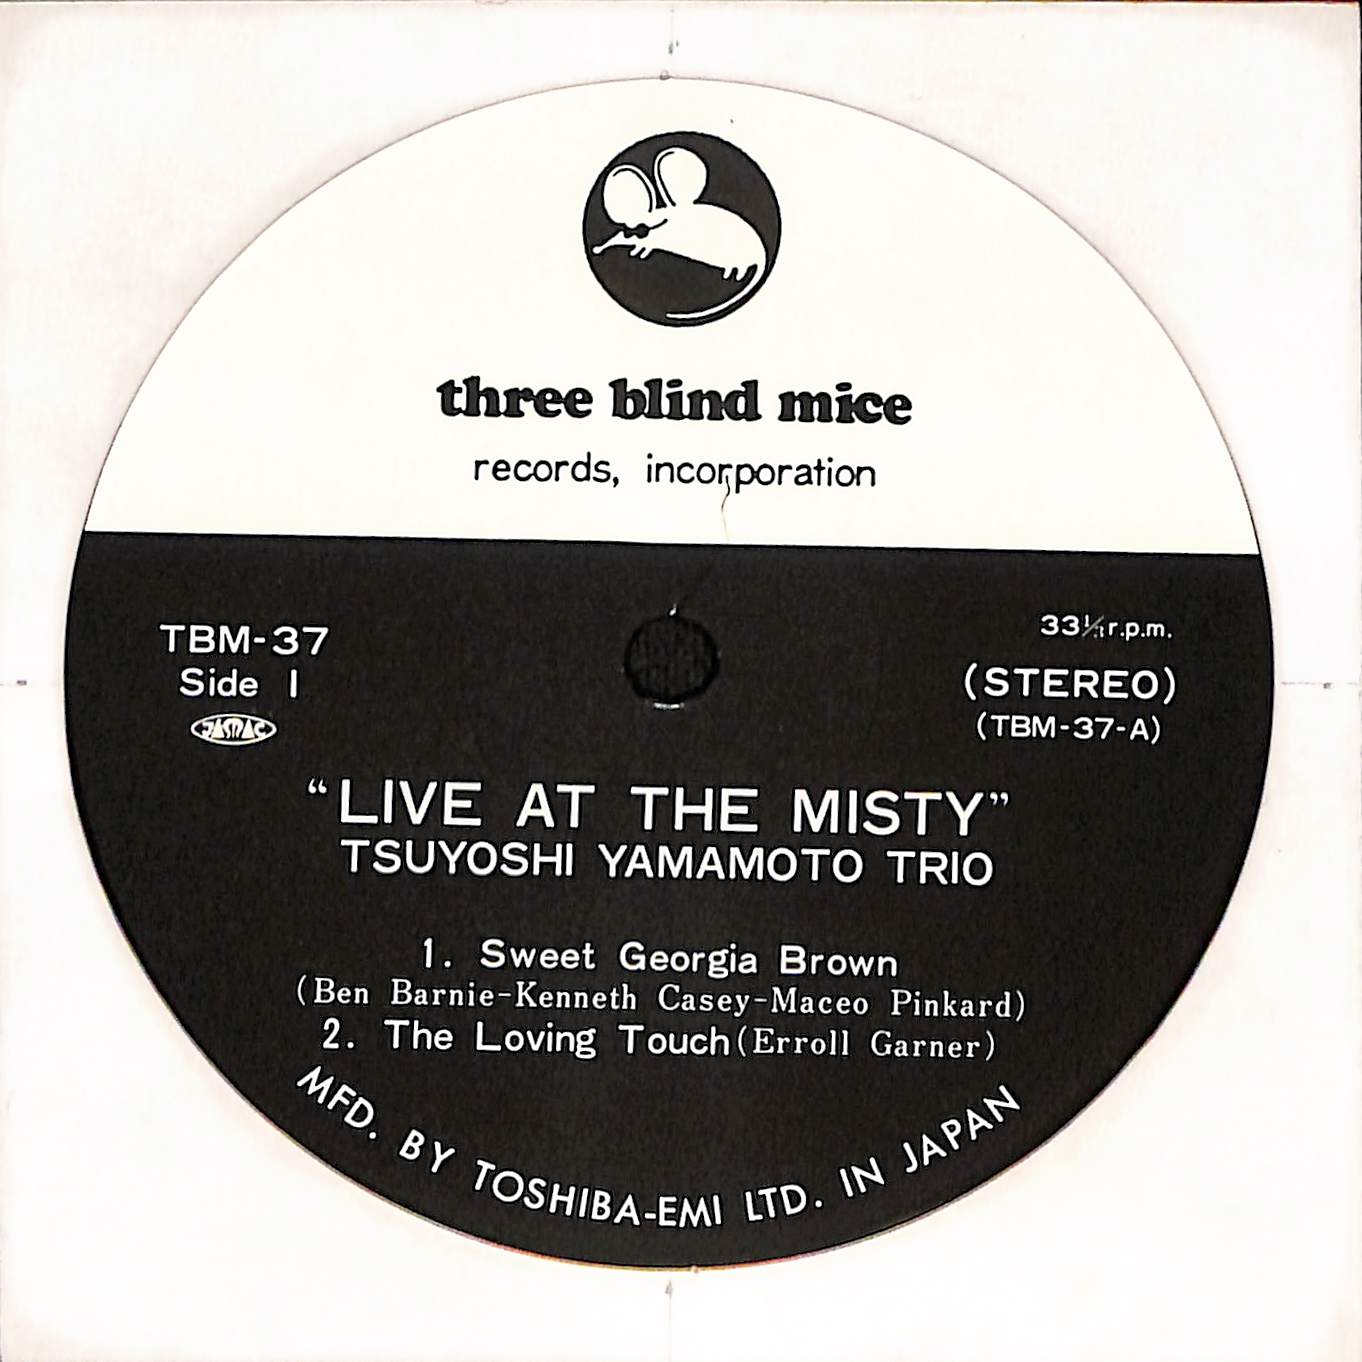 three blind mice
records, incorporation
TBM-37
Side 1
JASRAC
33⅓ r.p.m.
(STEREO)
(TBM-37-A)
“LIVE AT THE MISTY”
TSUYOSHI YAMAMOTO TRIO
1. Sweet Georgia Brown
(Ben Barnie-Kenneth Casey-Maceo Pinkard)
2. The Loving Touch(Erroll Garner)
MFD. BY TOSHIBA-EMI LTD. IN JAPAN